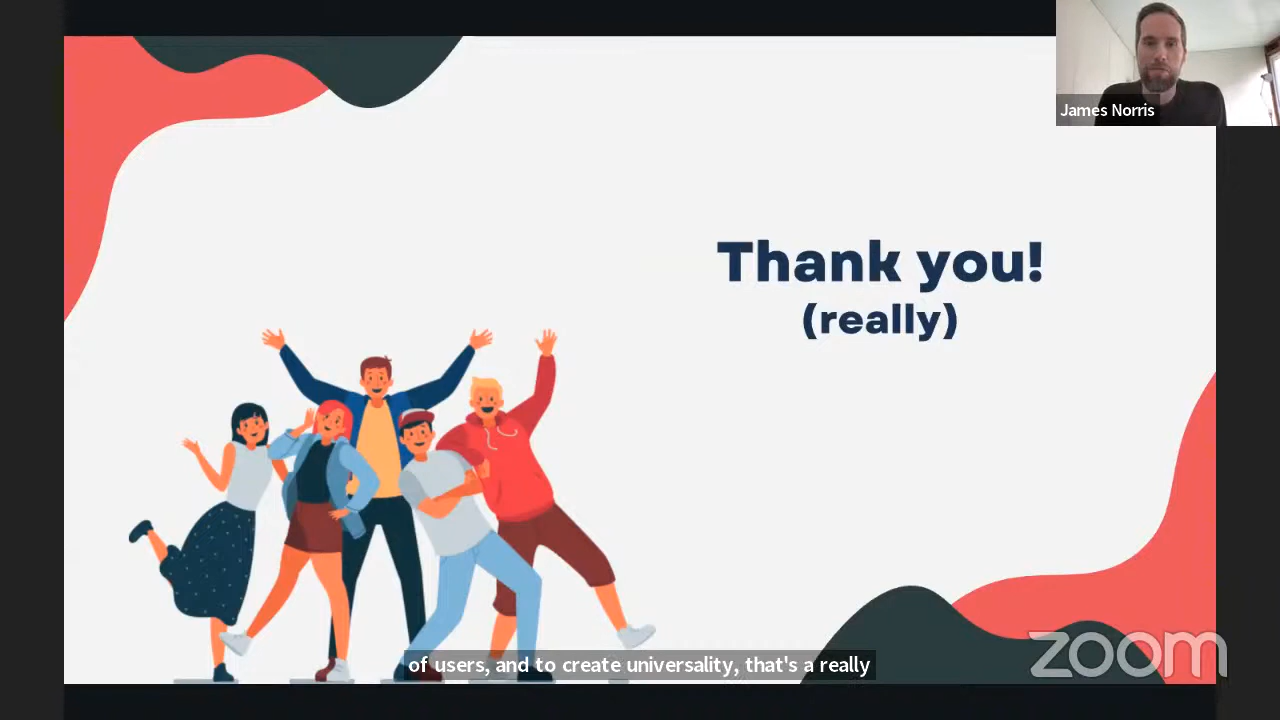 James Norris
Thank you!
(really)
of users, and to create universality, that's a really
zoom